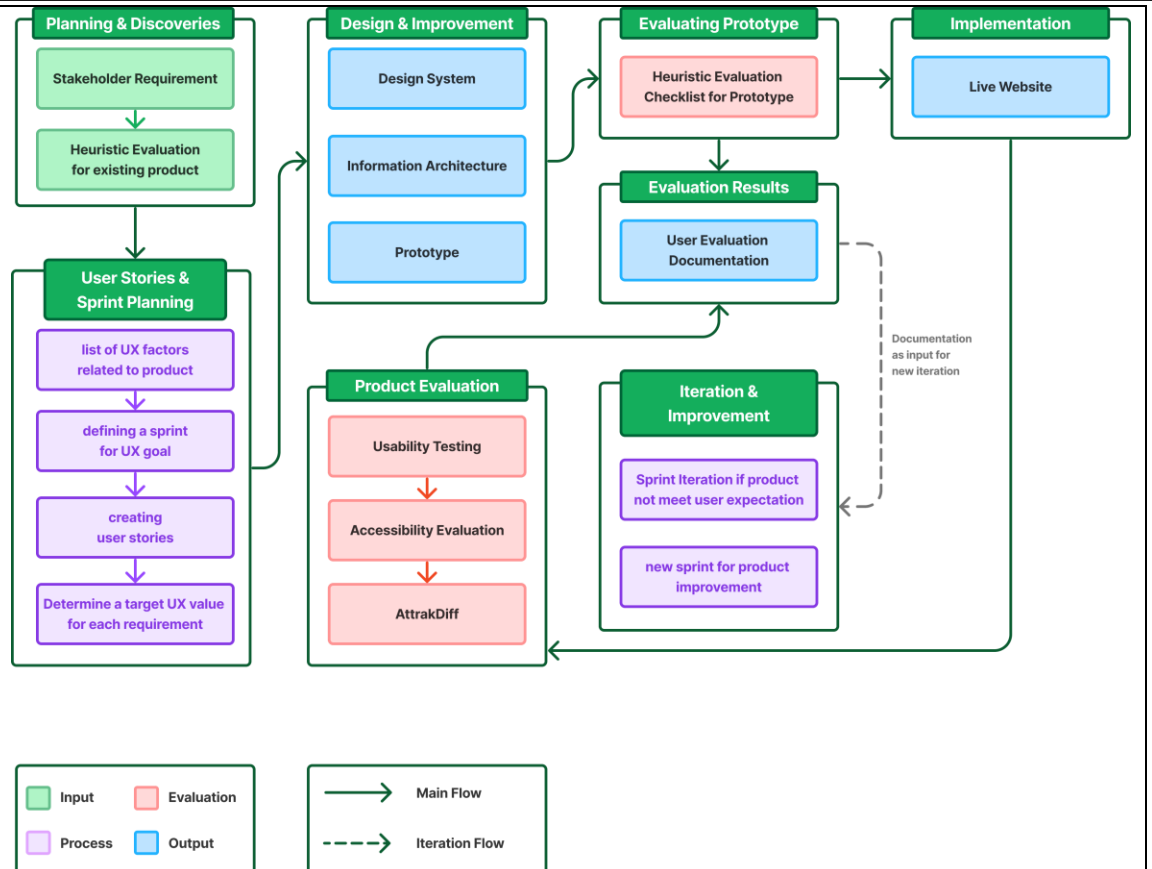 Planning & Discoveries
Stakeholder Requirement
Heuristic Evaluation
for existing product
User Stories &
Sprint Planning
list of UX factors
related to product
defining a sprint
for UX goal
creating
user stories
Determine a target UX value
for each requirement
Design & Improvement
Design System
Information Architecture
Prototype
Evaluating Prototype
Heuristic Evaluation
Checklist for Prototype
Implementation
Live Website
Evaluation Results
User Evaluation
Documentation
Documentation
as input for
new iteration
Product Evaluation
Usability Testing
Accessibility Evaluation
AttrakDiff
Iteration &
Improvement
Sprint Iteration if product
not meet user expectation
new sprint for product
improvement
Input
Evaluation
Process
Output
Main Flow
Iteration Flow